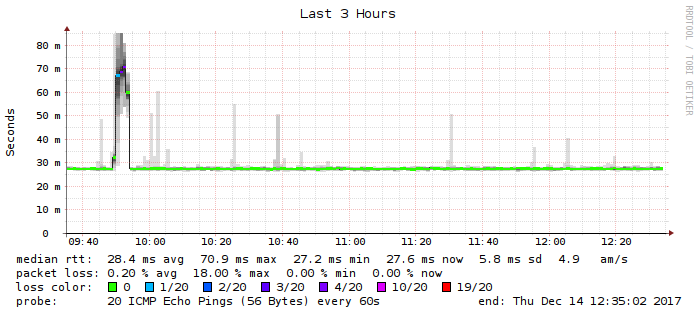 Last 3 Hours
RRDTOOL / TOBI OETIKER
Seconds
80 m
70 m
60 m
50 m
40 m
30 m
20 m
10 m
0
09:40 10:00 10:20 10:40 11:00 11:20 11:40 12:00 12:20
median rtt: 28.4 ms avg 70.9 ms max 27.2 ms min 27.6 ms now 5.8 ms sd 4.9 am/s
packet loss: 0.20 % avg 18.00 % max 0.00 % min 0.00 % now
loss color: 0 1/20 2/20 3/20 4/20 10/20 19/20
probe: 20 ICMP Echo Pings (56 Bytes) every 60s end: Thu Dec 14 12:35:02 2017